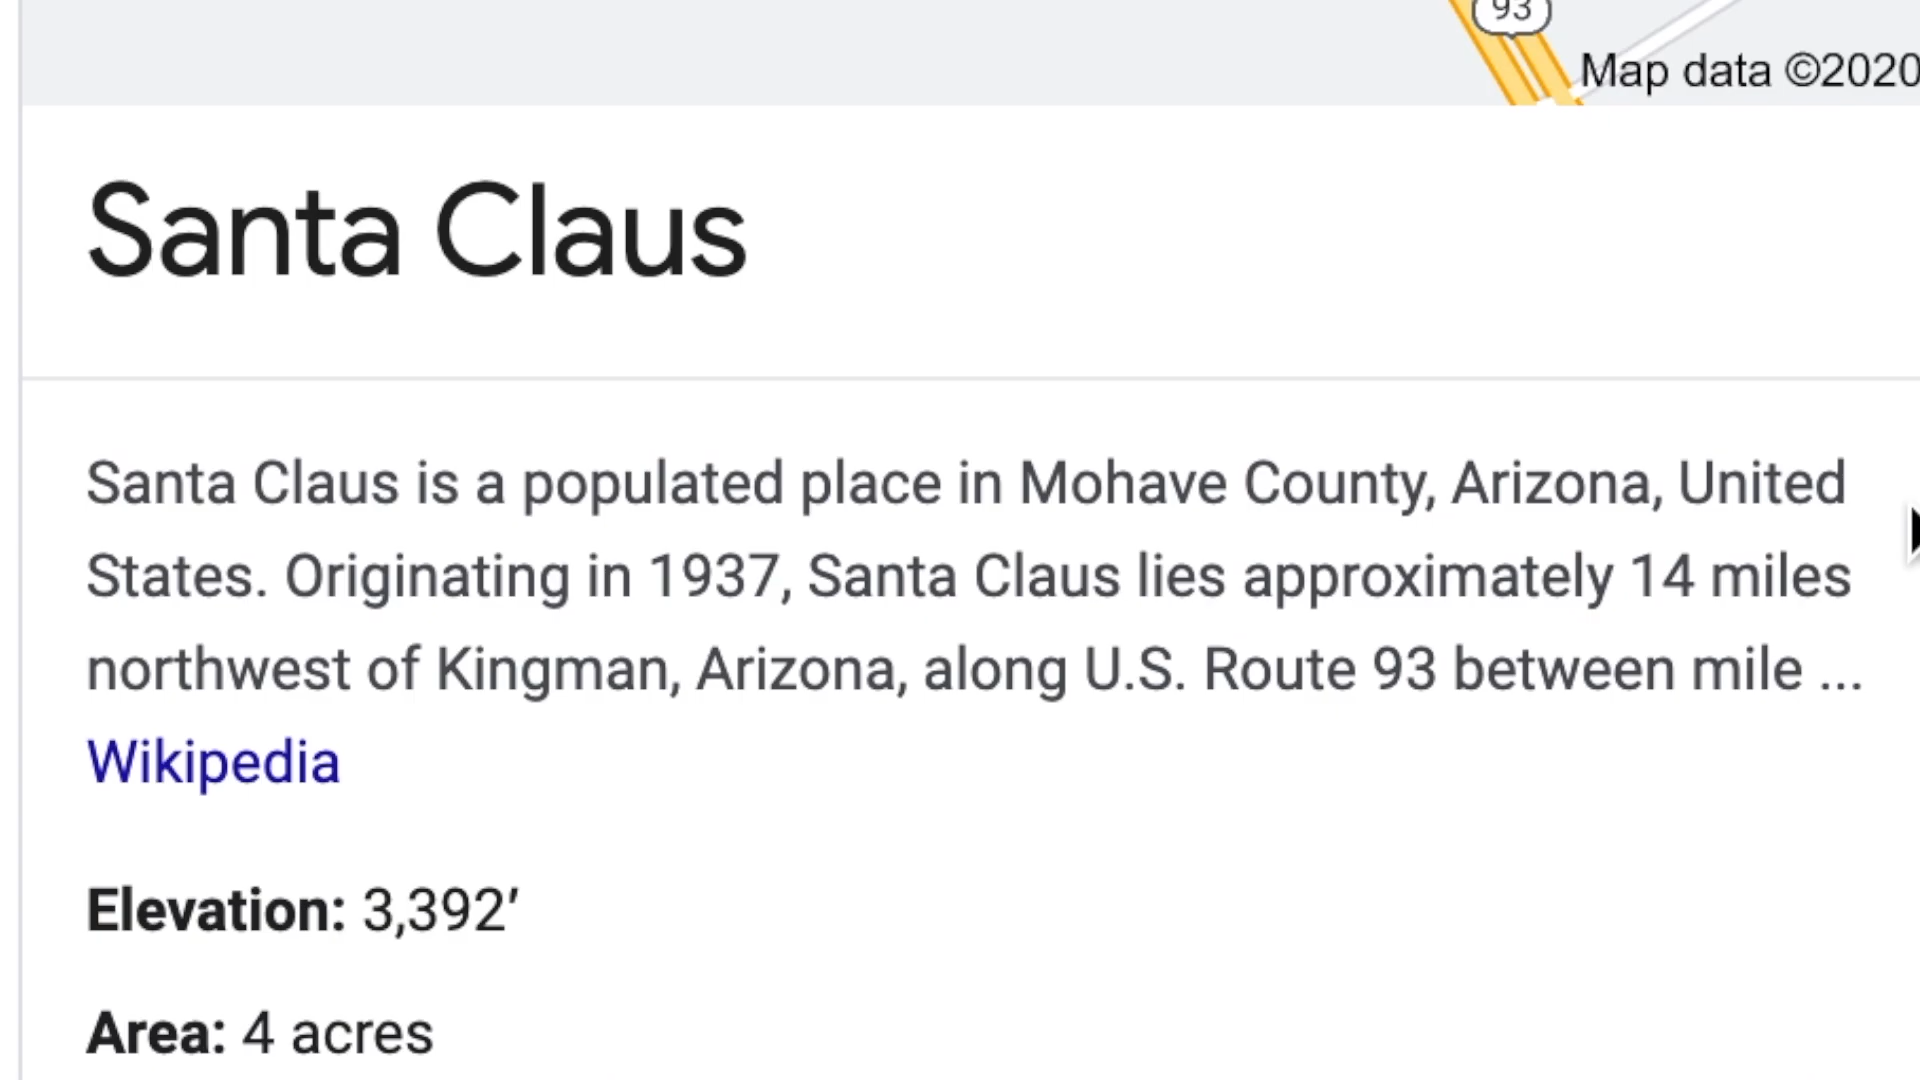 93
Map data ©2020
Santa Claus
Santa Claus is a populated place in Mohave County, Arizona, United
States. Originating in 1937, Santa Claus lies approximately 14 miles
northwest of Kingman, Arizona, along U.S. Route 93 between mile ...
Wikipedia
Elevation: 3,392′
Area: 4 acres